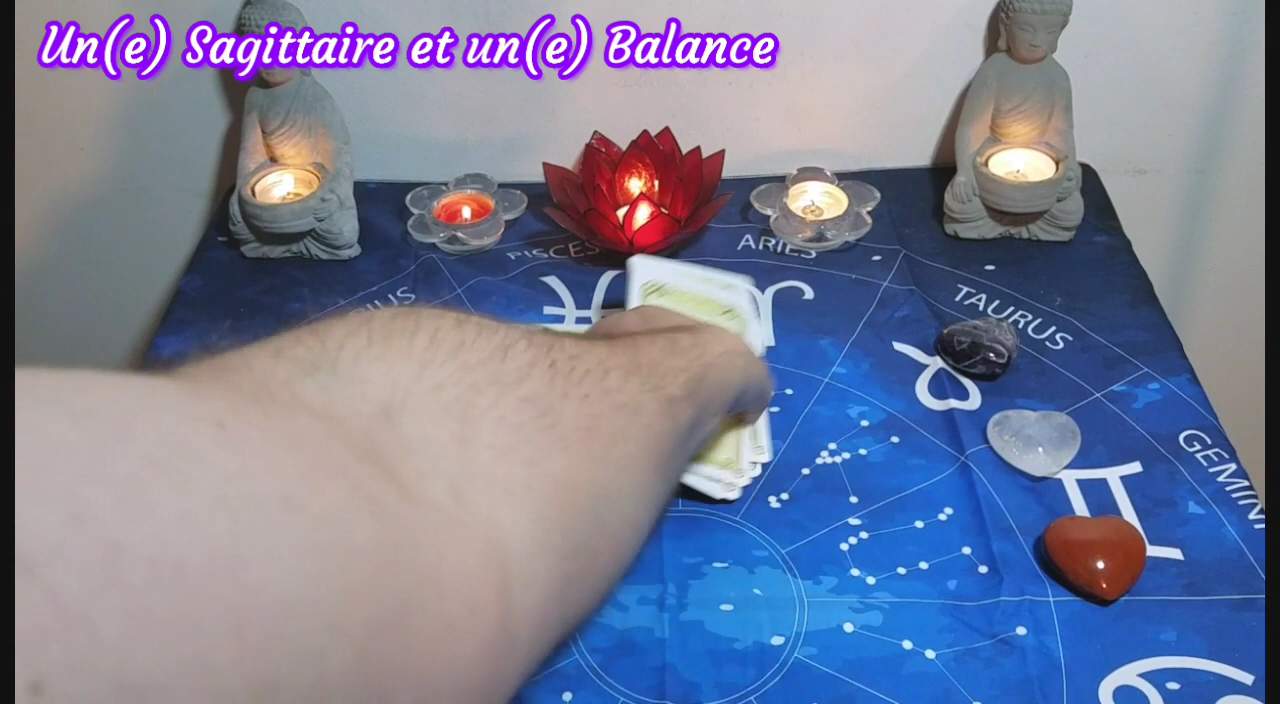 Un(e) Sagittaire et un(e) Balance
PISCES
ARIES
TAURUS
GEMINI